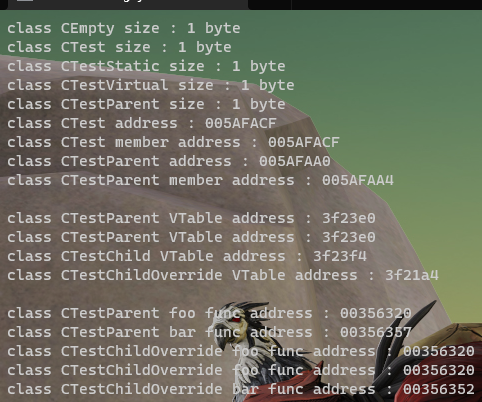 class CEmpty size : 1 byte
class CTest size : 1 byte
class CTestStatic size : 1 byte
class CTestVirtual size : 1 byte
class CTestParent size : 1 byte
class CTest address : 005AFACF
class CTest member address : 005AFACF
class CTestParent address : 005AFAA0
class CTestParent member address : 005AFAA4
class CTestParent VTable address : 3f23e0
class CTestParent VTable address : 3f23e0
class CTestChild VTable address : 3f23f4
class CTestChildOverride VTable address : 3f21a4
class CTestParent foo func address : 00356320
class CTestParent bar func address : 00356357
class CTestChildOverride foo func address : 00356320
class CTestChildOverride foo func address : 00356320
class CTestChildOverride bar func address : 00356352